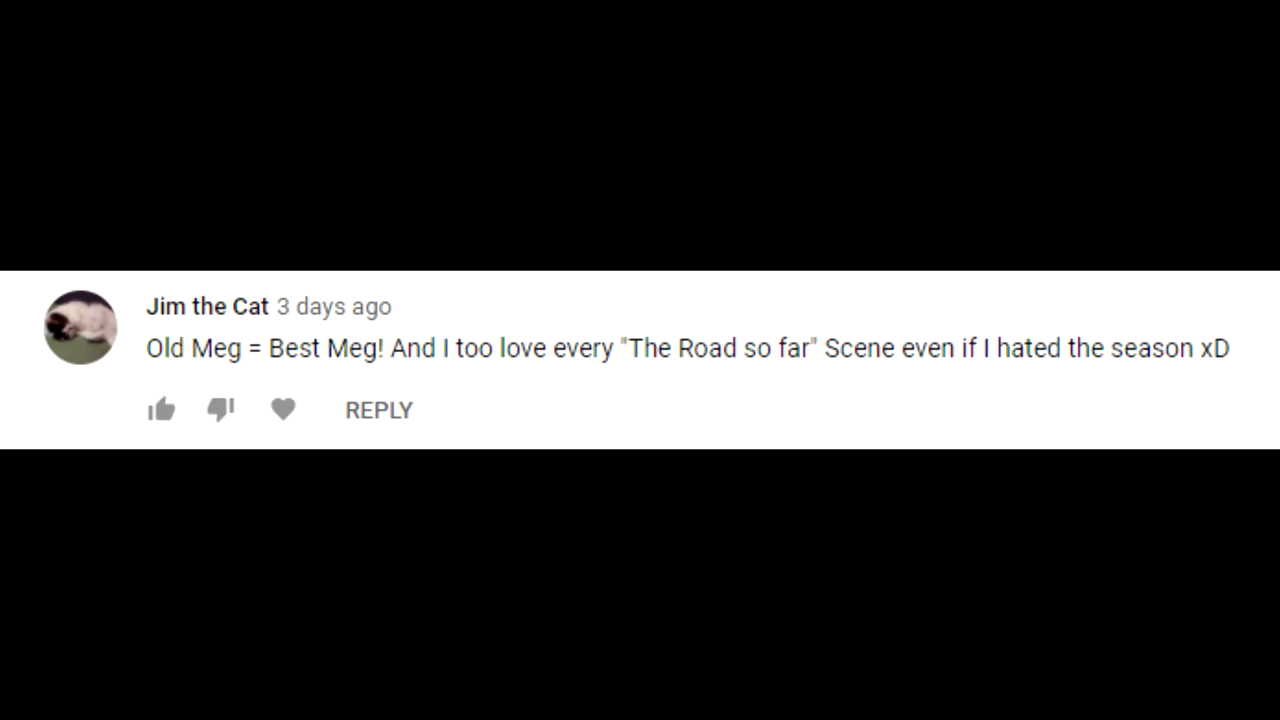 Jim the Cat 3 days ago
Old Meg = Best Meg! And I too love every "The Road so far" Scene even if I hated the season xD
REPLY